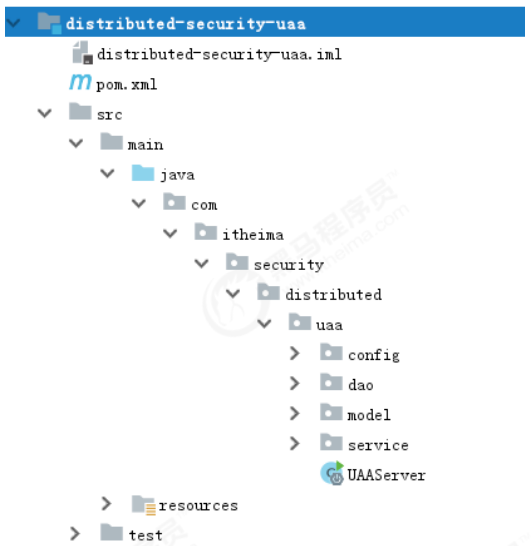 distributed-security-uaa
distributed-security-uaa.iml
pom.xml
src
main
java
com
itheima
security
distributed
uaa
config
dao
model
service
UAAServer
resources
test